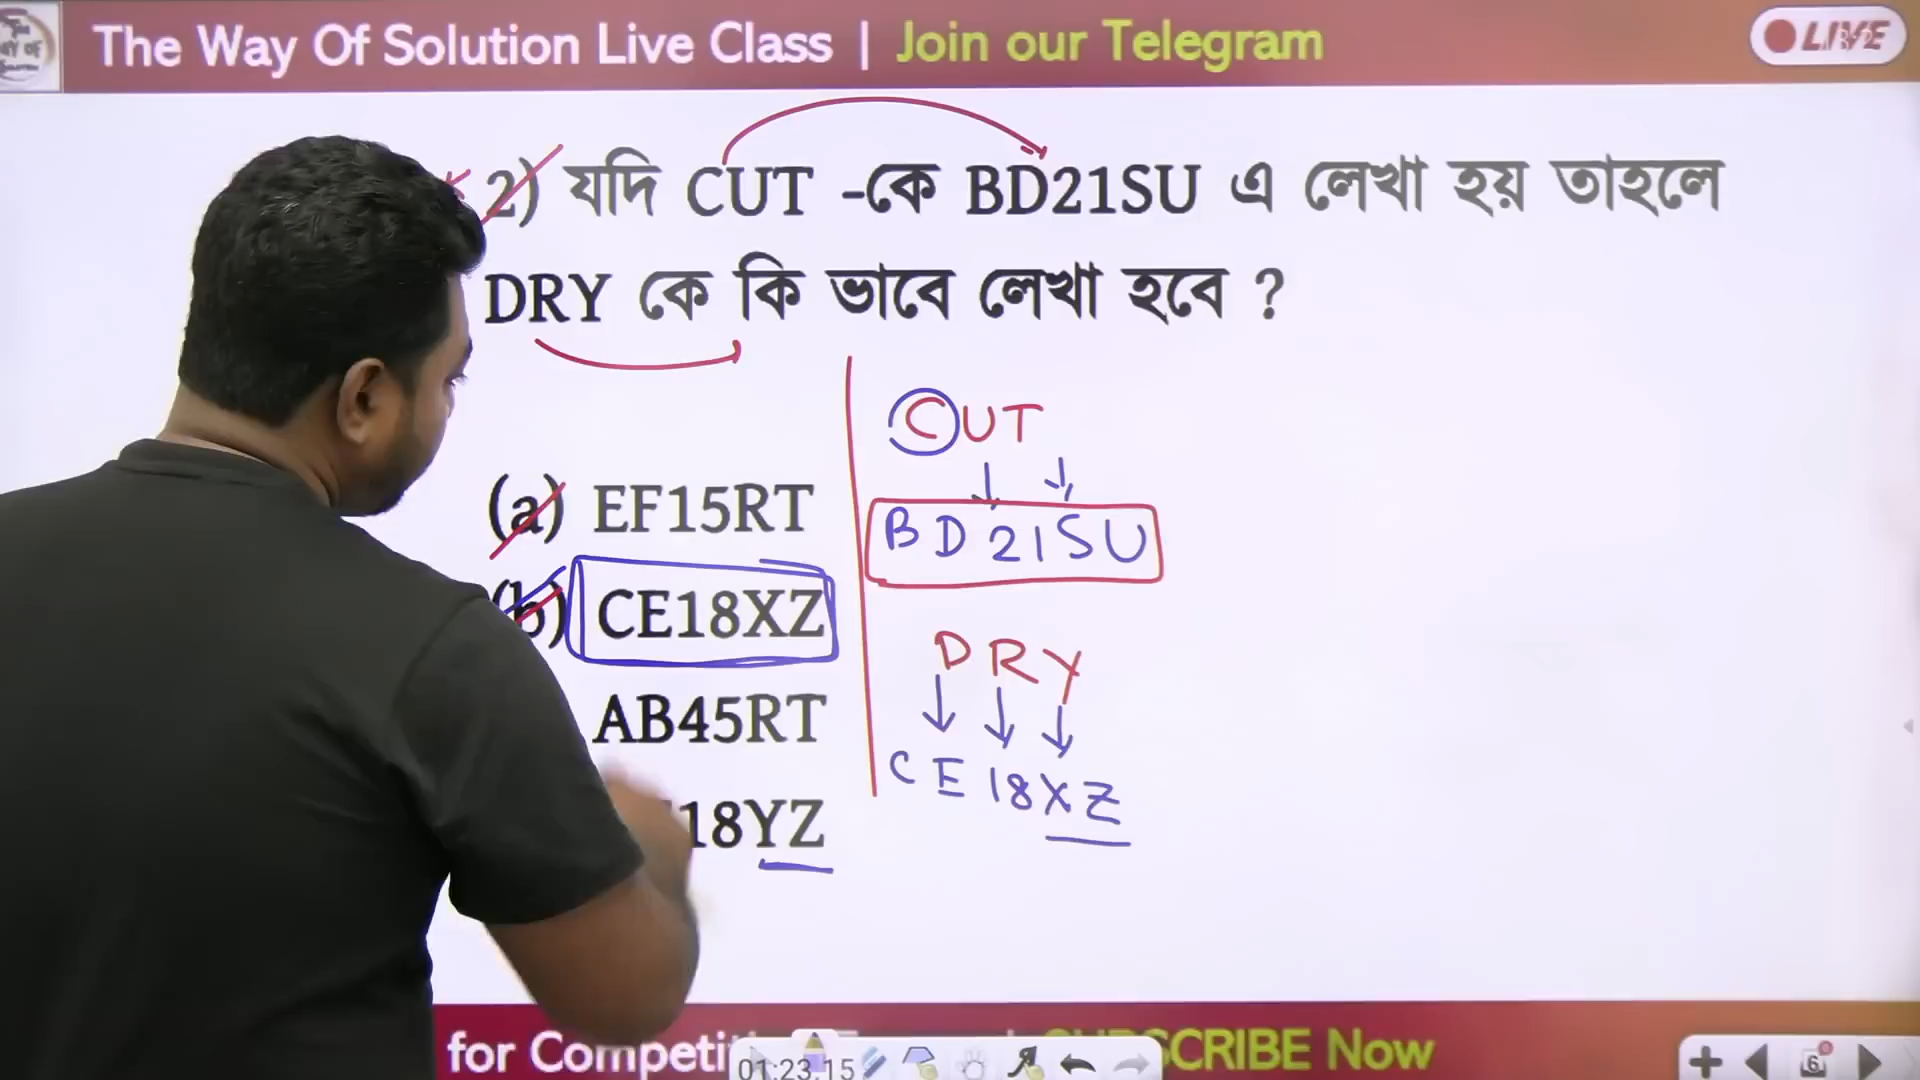 The Way Of Solution Live Class | Join our Telegram
LIVE
2) যদি CUT -কে BD21SU এ লেখা হয় তাহলে
DRY কে কি ভাবে লেখা হবে ?
(a) EF15RT
(b) CE18XZ
AB45RT
18YZ
CUT
BD21SU
DRY
CE18XZ
for Competi
SCRIBE Now
01:23.15
6